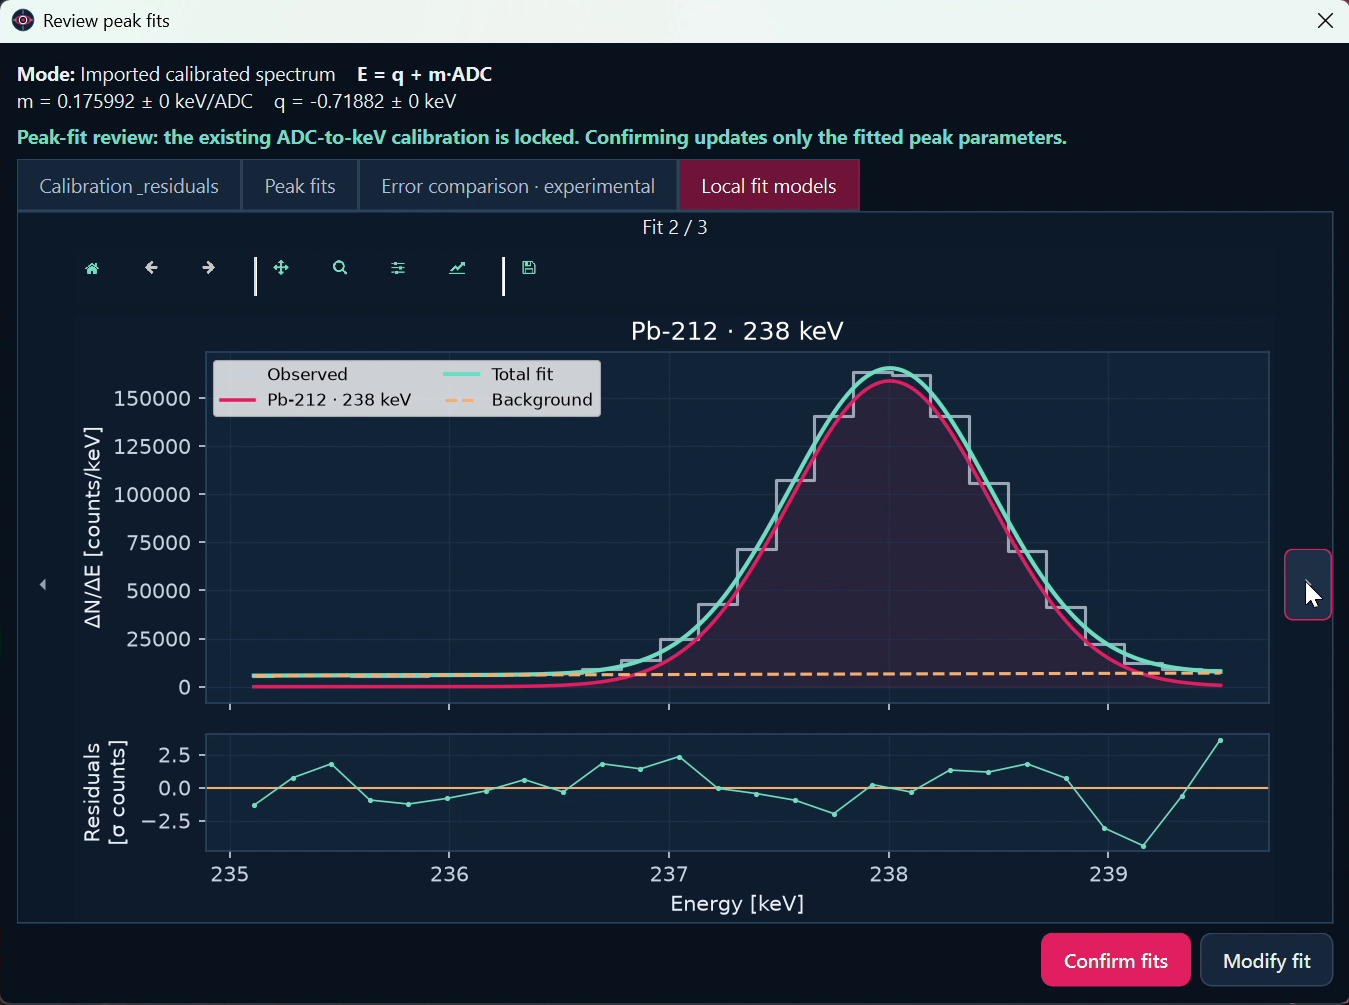 Review peak fits
Mode: Imported calibrated spectrum E = q + m·ADC
m = 0.175992 ± 0 keV/ADC q = -0.71882 ± 0 keV
Peak-fit review: the existing ADC-to-keV calibration is locked. Confirming updates only the fitted peak parameters.
Calibration _residuals Peak fits Error comparison · experimental Local fit models
Fit 2 / 3
Pb-212 · 238 keV
Observed Total fit
Pb-212 · 238 keV Background
ΔN/ΔE [counts/keV]
150000
125000
100000
75000
50000
25000
0
Residuals
[σ counts]
2.5
0.0
−2.5
235 236 237 238 239
Energy [keV]
Confirm fits Modify fit